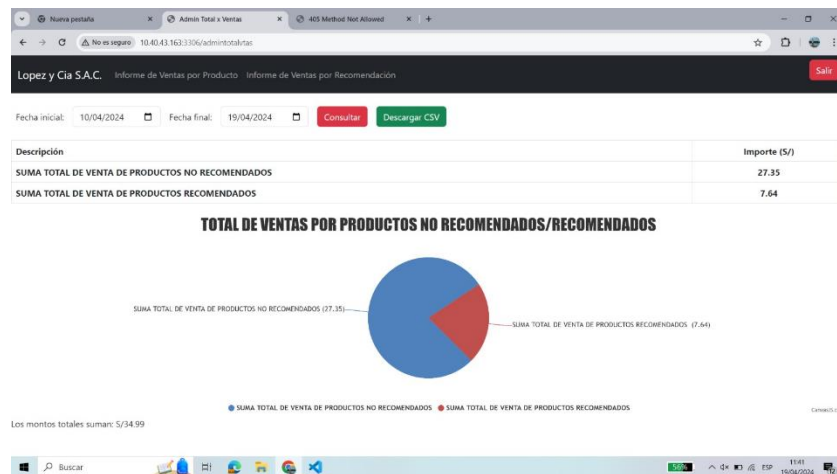 Nueva pestaña
Admin Total x Ventas
405 Method Not Allowed
No es seguro 10.40.43.163:3306/admintotalvtas
Lopez y Cia S.A.C. Informe de Ventas por Producto Informe de Ventas por Recomendación Salir
Fecha inicial: 10/04/2024 Fecha final: 19/04/2024 Consultar Descargar CSV
Descripción Importe (S/)
SUMA TOTAL DE VENTA DE PRODUCTOS NO RECOMENDADOS 27.35
SUMA TOTAL DE VENTA DE PRODUCTOS RECOMENDADOS 7.64
TOTAL DE VENTAS POR PRODUCTOS NO RECOMENDADOS/RECOMENDADOS
SUMA TOTAL DE VENTA DE PRODUCTOS NO RECOMENDADOS (27.35)
SUMA TOTAL DE VENTA DE PRODUCTOS RECOMENDADOS (7.64)
SUMA TOTAL DE VENTA DE PRODUCTOS NO RECOMENDADOS SUMA TOTAL DE VENTA DE PRODUCTOS RECOMENDADOS
Los montos totales suman: S/34.99
Buscar 56% ESP 11:41
19/04/2024